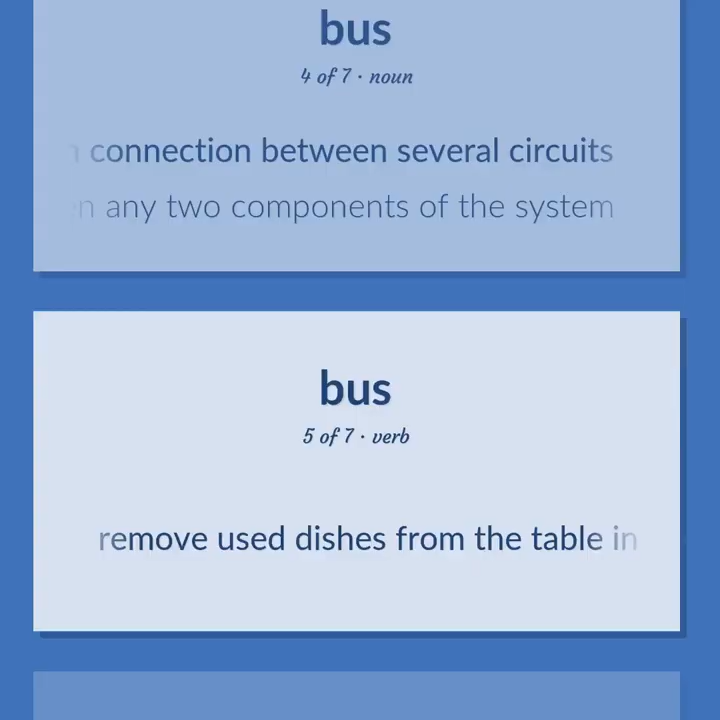 bus
4 of 7 · noun
connection between several circuits
any two components of the system
bus
5 of 7 · verb
remove used dishes from the table in